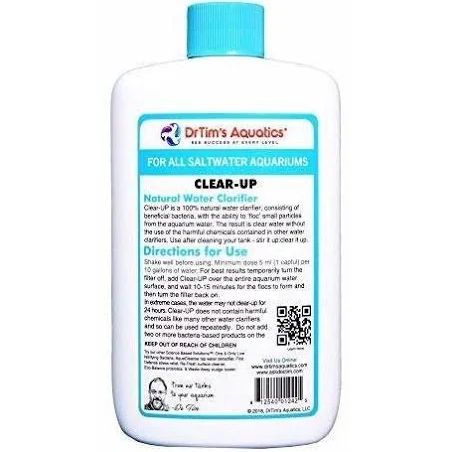 DrTim's Aquatics
SEE SUCCESS AT EVERY LEVEL
FOR ALL SALTWATER AQUARIUMS
CLEAR-UP
Natural Water Clarifier
Clear-UP is a 100% natural water clarifier, consisting of
beneficial bacteria, with the ability to 'floc' small particles
from the aquarium water. The result is clear water without
the use of the harmful chemicals contained in other water
clarifiers. Use after cleaning your tank - stir it up:clear it up.
Directions for Use
Shake well before using. Minimum dose 5 ml (1 capful) per
10 gallons of water. For best results temporarily turn the
filter off, add Clear-UP over the entire aquarium water
surface, and wait 10-15 minutes for the flocs to form and
then turn the filter back on.
In extreme cases, the water may not clear-up for
24 hours. Clear-UP does not contain harmful
chemicals like many other water clarifiers
and so can be used repeatedly. Do not add
two or more bacteria-based products on the
KEEP OUT OF REACH OF CHILDREN
Try our other Science Based Solutions
Visit Us Online:
www.drtimsaquatics.com
From our Tanks
to your aquarium
-Dr Tim
© 2018, DrTim's Aquatics, LLC